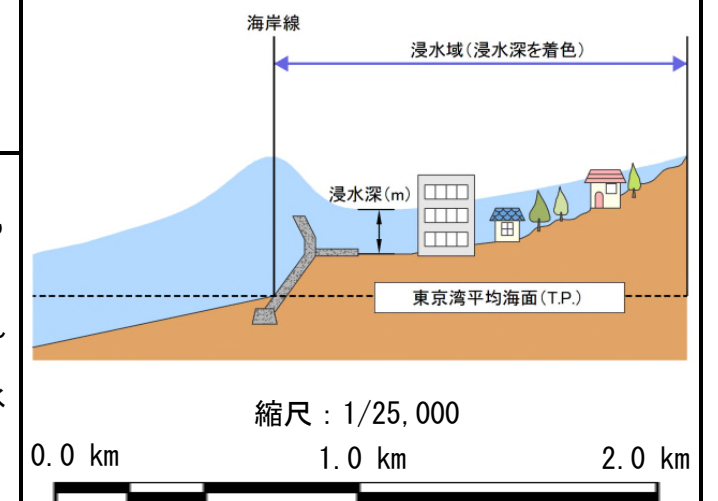 海岸線
浸水域(浸水深を着色)
浸水深(m)
東京湾平均海面(T.P.)
縮尺：1/25,000
0.0 km 1.0 km 2.0 km